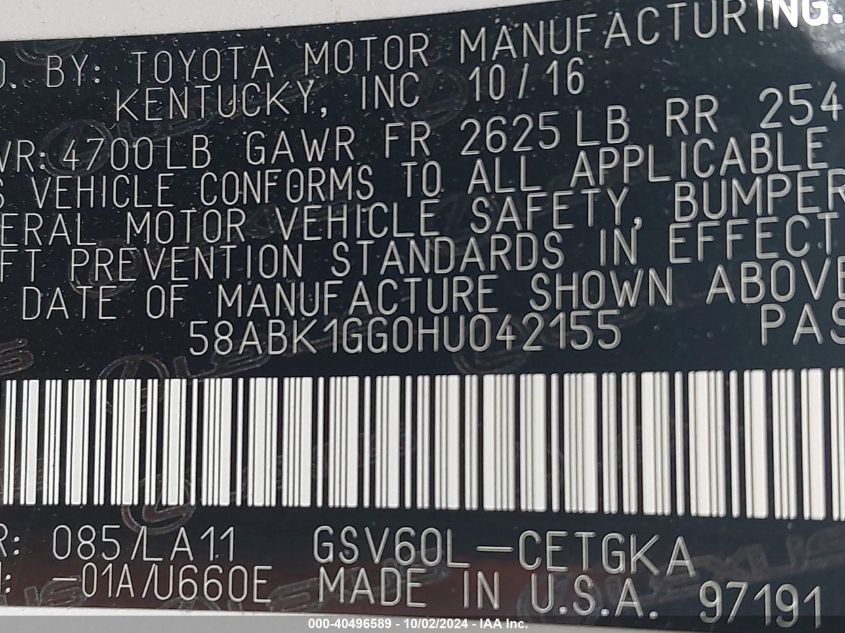 D. BY: TOYOTA MOTOR MANUFACTURING.
KENTUCKY, INC 10/16
WR: 4700LB GAWR FR 2625LB RR 254
S VEHICLE CONFORMS TO ALL APPLICABLE
ERAL MOTOR VEHICLE SAFETY, BUMPER
FT PREVENTION STANDARDS IN EFFECT
DATE OF MANUFACTURE SHOWN ABOVE
58ABK1GG0HU042155 PAS
R: 085/LA11 GSV60L-CETGKA
-01A/U660E MADE IN U.S.A. 97191
LEXUS
000-40496589 - 10/02/2024 - IAA Inc.